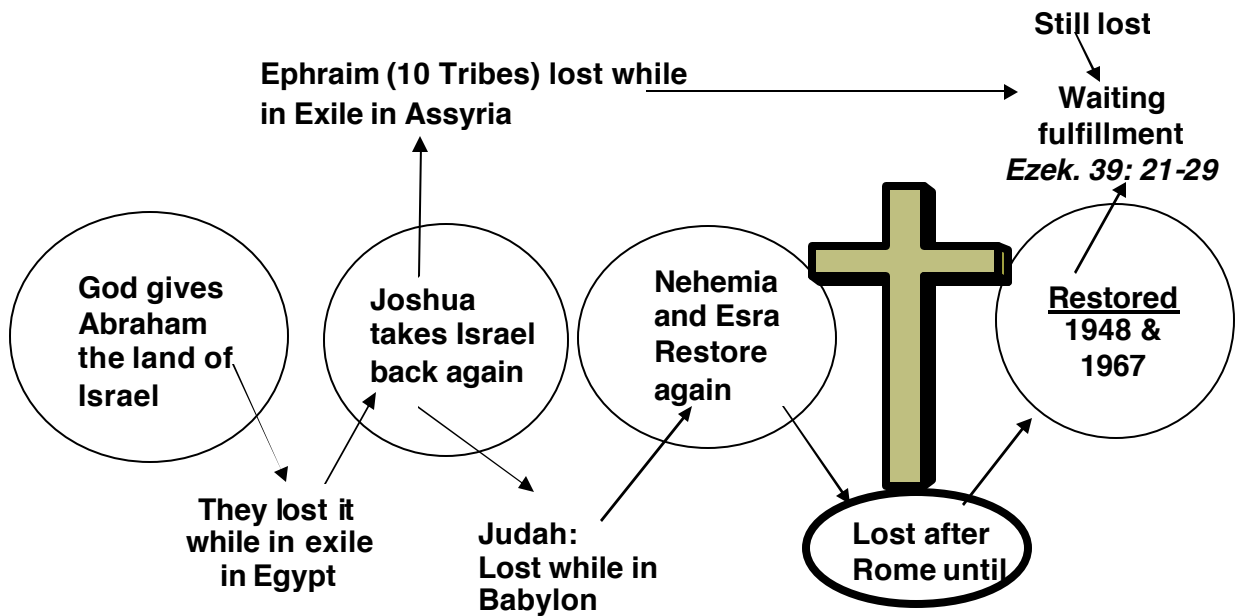 Still lost
Ephraim (10 Tribes) lost while
in Exile in Assyria
Waiting
fulfillment
Ezek. 39: 21-29
God gives
Abraham
the land of
Israel
Joshua
takes Israel
back again
Nehemia
and Esra
Restore
again
Restored
1948 &
1967
They lost it
while in exile
in Egypt
Judah:
Lost while in
Babylon
Lost after
Rome until